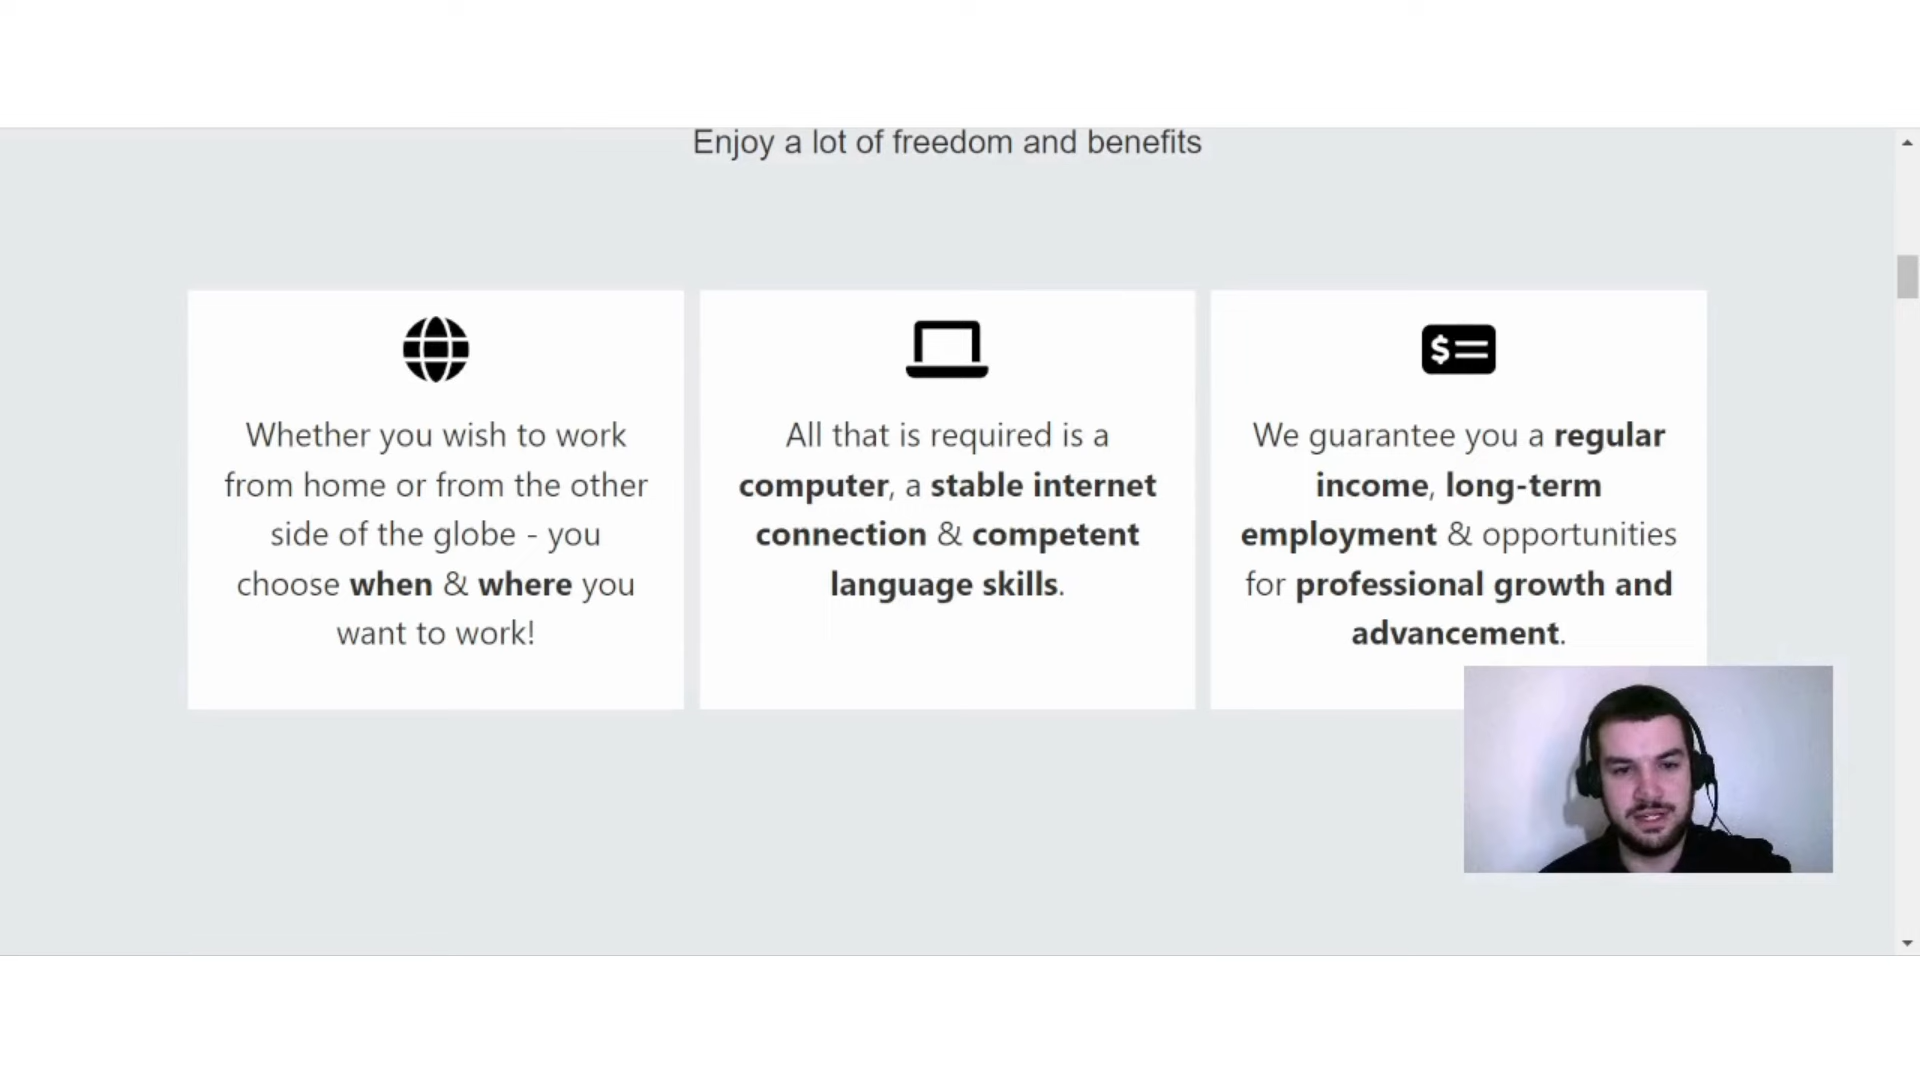 Enjoy a lot of freedom and benefits
Whether you wish to work
from home or from the other
side of the globe - you
choose when & where you
want to work!
All that is required is a
computer, a stable internet
connection & competent
language skills.
$
We guarantee you a regular
income, long-term
employment & opportunities
for professional growth and
advancement.